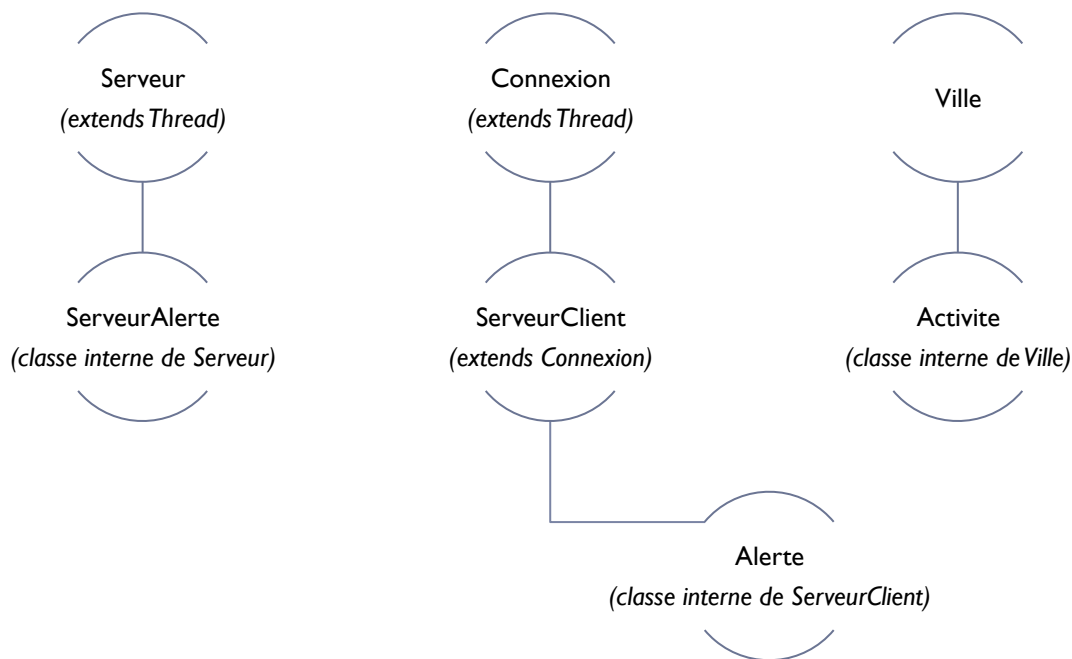 Serveur
(extends Thread)
Connexion
(extends Thread)
Ville
ServeurAlerte
(classe interne de Serveur)
ServeurClient
(extends Connexion)
Activite
(classe interne de Ville)
Alerte
(classe interne de ServeurClient)